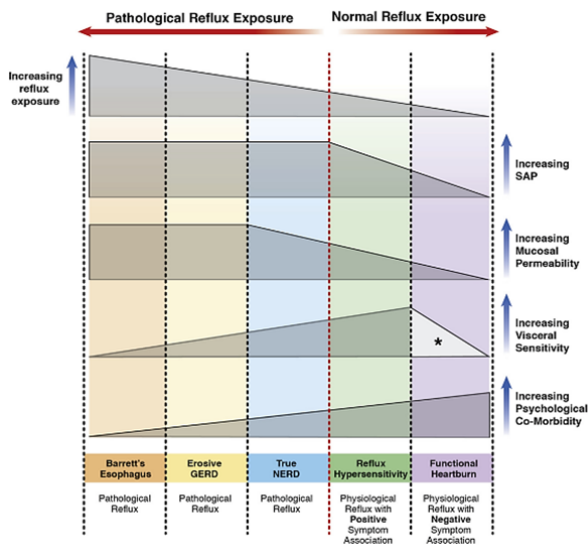 Pathological Reflux Exposure
Normal Reflux Exposure
Increasing
reflux
exposure
Increasing
SAP
Increasing
Mucosal
Permeability
Increasing
Visceral
Sensitivity
*
Increasing
Psychological
Co-Morbidity
Barrett's
Esophagus
Erosive
GERD
True
NERD
Reflux
Hypersensitivity
Functional
Heartburn
Pathological
Reflux
Pathological
Reflux
Pathological
Reflux
Physiological
Reflux with
Positive
Symptom
Association
Physiological
Reflux with
Negative
Symptom
Association